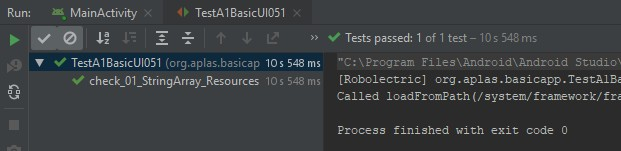 Run: MainActivity TestA1BasicUI051
Tests passed: 1 of 1 test – 10 s 548 ms
TestA1BasicUI051 (org.aplas.basicap 10 s 548 ms
check_01_StringArray_Resources 10 s 548 ms
"C:\Program Files\Android\Android Studio\
[Robolectric] org.aplas.basicapp.TestA1Ba
Called loadFromPath(/system/framework/fra
Process finished with exit code 0